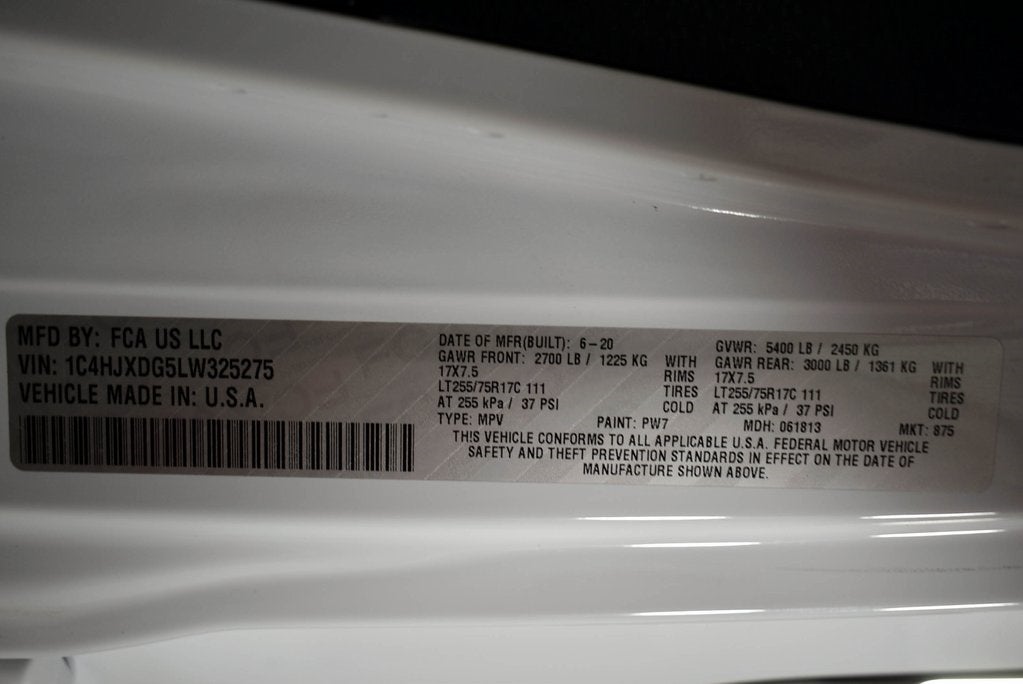 MFD BY: FCA US LLC
VIN: 1C4HJXDG5LW325275
VEHICLE MADE IN: U.S.A.
DATE OF MFR(BUILT): 6-20
GAWR FRONT: 2700 LB / 1225 KG
17X7.5
LT255/75R17C 111
AT 255 kPa / 37 PSI
WITH
RIMS
TIRES
COLD
GVWR: 5400 LB / 2450 KG
GAWR REAR: 3000 LB / 1361 KG
17X7.5
LT255/75R17C 111
AT 255 kPa / 37 PSI
WITH
RIMS
TIRES
COLD
TYPE: MPV PAINT: PW7 MDH: 061813 MKT: 875
THIS VEHICLE CONFORMS TO ALL APPLICABLE U.S.A. FEDERAL MOTOR VEHICLE
SAFETY AND THEFT PREVENTION STANDARDS IN EFFECT ON THE DATE OF
MANUFACTURE SHOWN ABOVE.